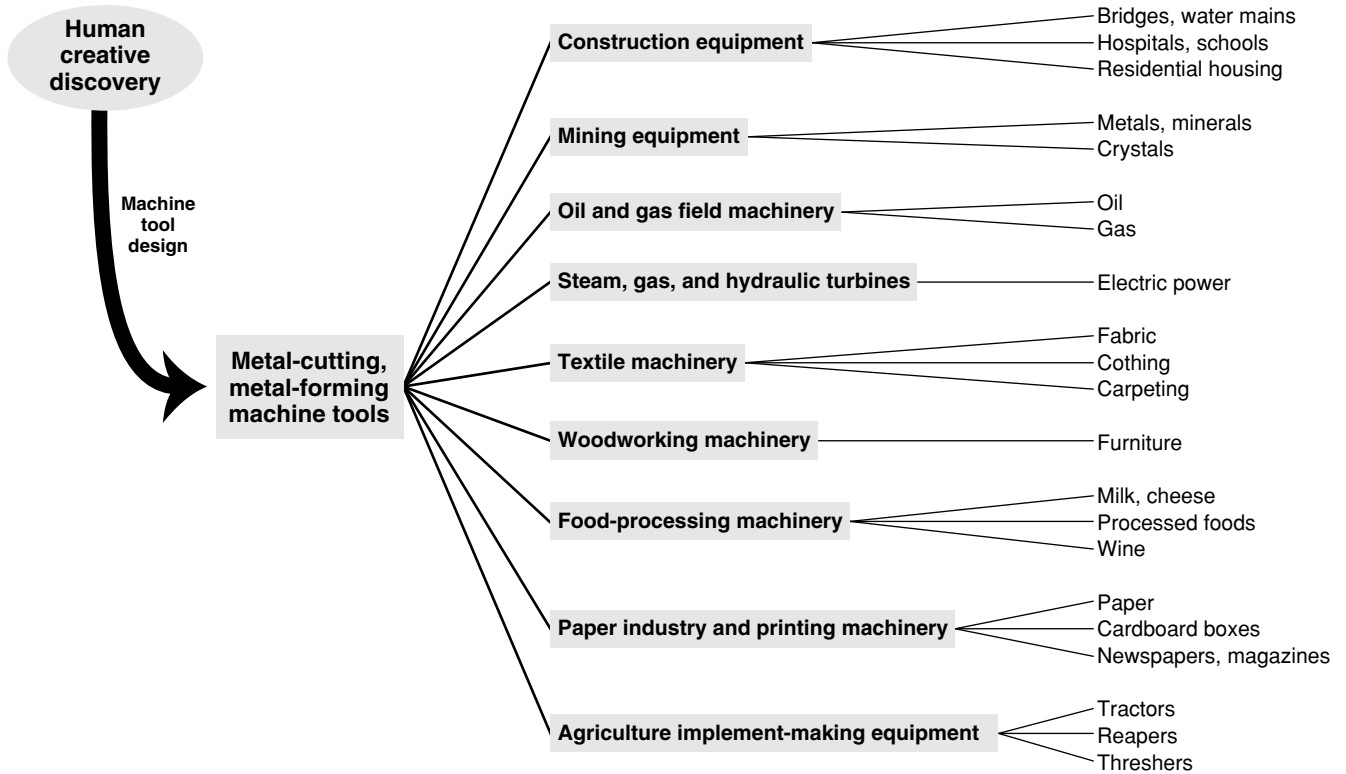 Human
creative
discovery
Machine
tool
design
Metal-cutting,
metal-forming
machine tools
Construction equipment
Bridges, water mains
Hospitals, schools
Residential housing
Mining equipment
Metals, minerals
Crystals
Oil and gas field machinery
Oil
Gas
Steam, gas, and hydraulic turbines
Electric power
Textile machinery
Fabric
Cothing
Carpeting
Woodworking machinery
Furniture
Food-processing machinery
Milk, cheese
Processed foods
Wine
Paper industry and printing machinery
Paper
Cardboard boxes
Newspapers, magazines
Agriculture implement-making equipment
Tractors
Reapers
Threshers